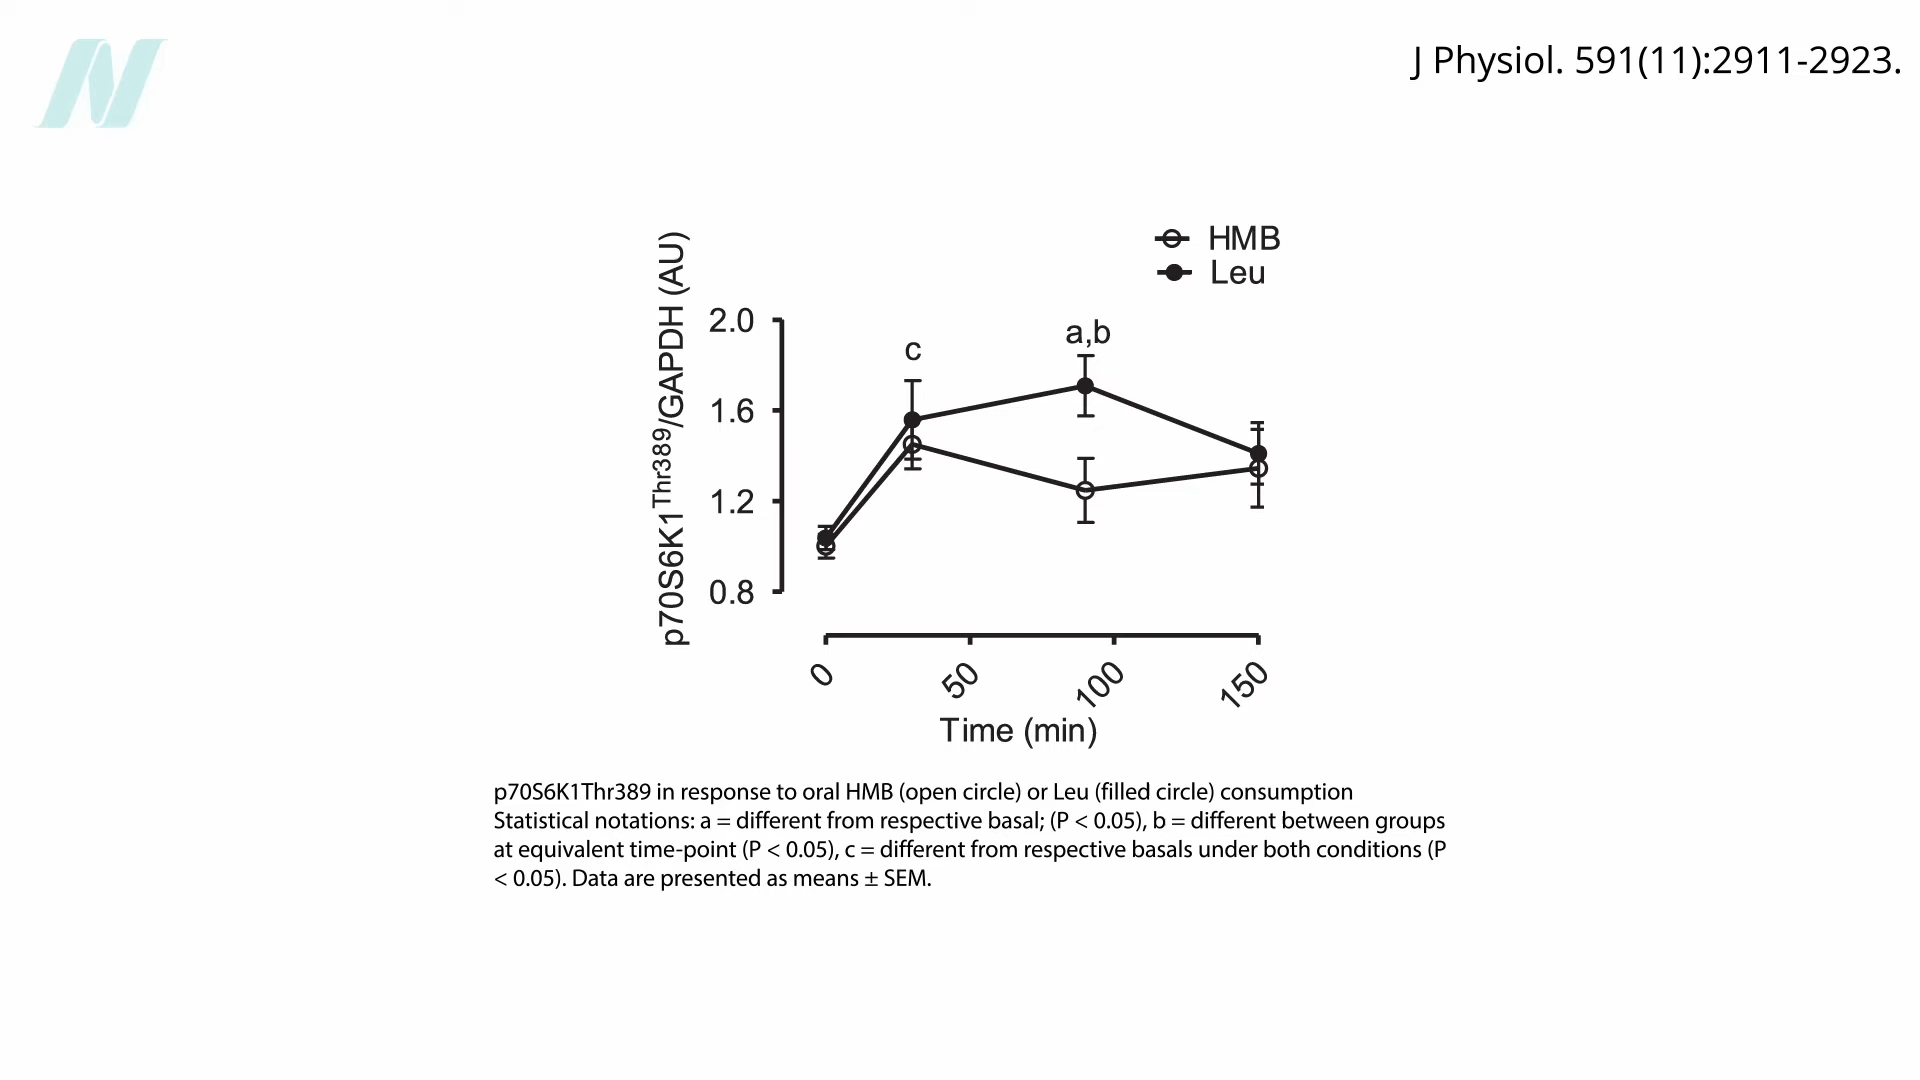 J Physiol. 591(11):2911-2923.
HMB
Leu
p70S6K1Thr389/GAPDH (AU)
2.0
1.6
1.2
0.8
c
a,b
0
50
100
150
Time (min)
p70S6K1Thr389 in response to oral HMB (open circle) or Leu (filled circle) consumption
Statistical notations: a = different from respective basal; (P < 0.05), b = different between groups
at equivalent time-point (P < 0.05), c = different from respective basals under both conditions (P
< 0.05). Data are presented as means ± SEM.